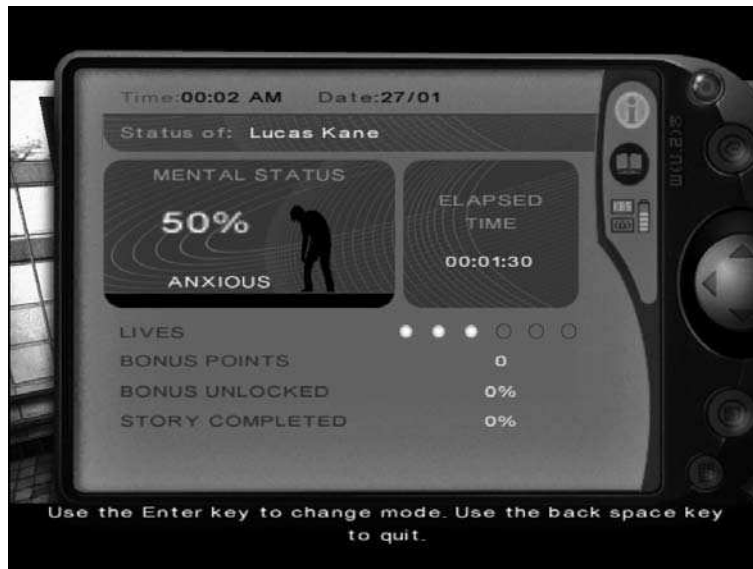 Time:00:02 AM Date:27/01
Status of: Lucas Kane
MENTAL STATUS
50%
ANXIOUS
ELAPSED
TIME
00:01:30
LIVES
BONUS POINTS 0
BONUS UNLOCKED 0%
STORY COMPLETED 0%
Use the Enter key to change mode. Use the back space key
to quit.